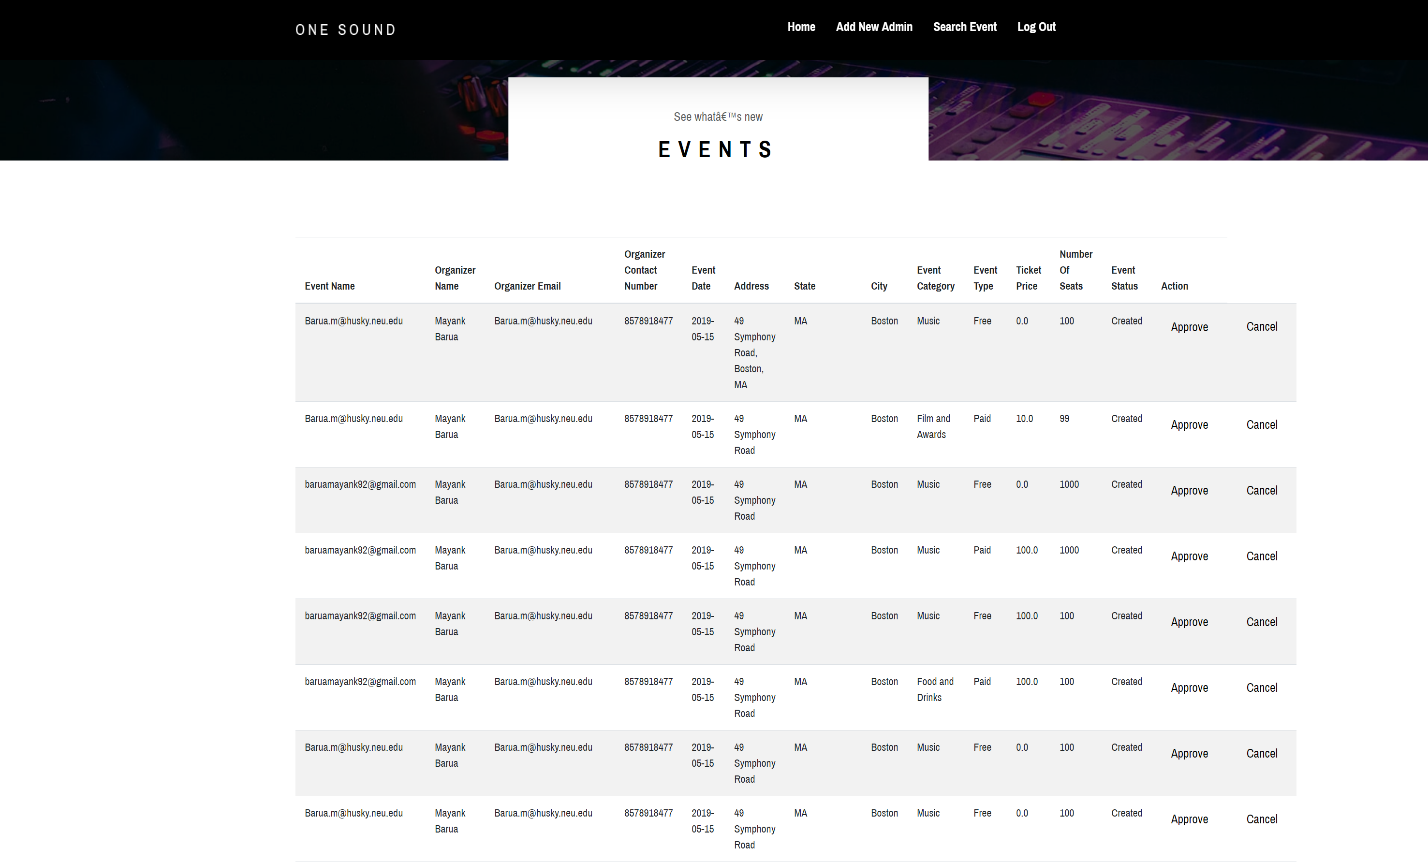 ONE SOUND
Home Add New Admin Search Event Log Out
See whatâ€™s new
EVENTS
Event Name Organizer Name Organizer Email Organizer Contact Number Event Date Address State City Event Category Event Type Ticket Price Number Of Seats Event Status Action
Barua.m@husky.neu.edu Mayank Barua Barua.m@husky.neu.edu 8578918477 2019-05-15 49 Symphony Road, Boston, MA MA Boston Music Free 0.0 100 Created Approve Cancel
Barua.m@husky.neu.edu Mayank Barua Barua.m@husky.neu.edu 8578918477 2019-05-15 49 Symphony Road MA Boston Film and Awards Paid 10.0 99 Created Approve Cancel
baruamayank92@gmail.com Mayank Barua Barua.m@husky.neu.edu 8578918477 2019-05-15 49 Symphony Road MA Boston Music Free 0.0 1000 Created Approve Cancel
baruamayank92@gmail.com Mayank Barua Barua.m@husky.neu.edu 8578918477 2019-05-15 49 Symphony Road MA Boston Music Paid 100.0 1000 Created Approve Cancel
baruamayank92@gmail.com Mayank Barua Barua.m@husky.neu.edu 8578918477 2019-05-15 49 Symphony Road MA Boston Music Free 100.0 100 Created Approve Cancel
baruamayank92@gmail.com Mayank Barua Barua.m@husky.neu.edu 8578918477 2019-05-15 49 Symphony Road MA Boston Food and Drinks Paid 100.0 100 Created Approve Cancel
Barua.m@husky.neu.edu Mayank Barua Barua.m@husky.neu.edu 8578918477 2019-05-15 49 Symphony Road MA Boston Music Free 0.0 100 Created Approve Cancel
Barua.m@husky.neu.edu Mayank Barua Barua.m@husky.neu.edu 8578918477 2019-05-15 49 Symphony Road MA Boston Music Free 0.0 100 Created Approve Cancel